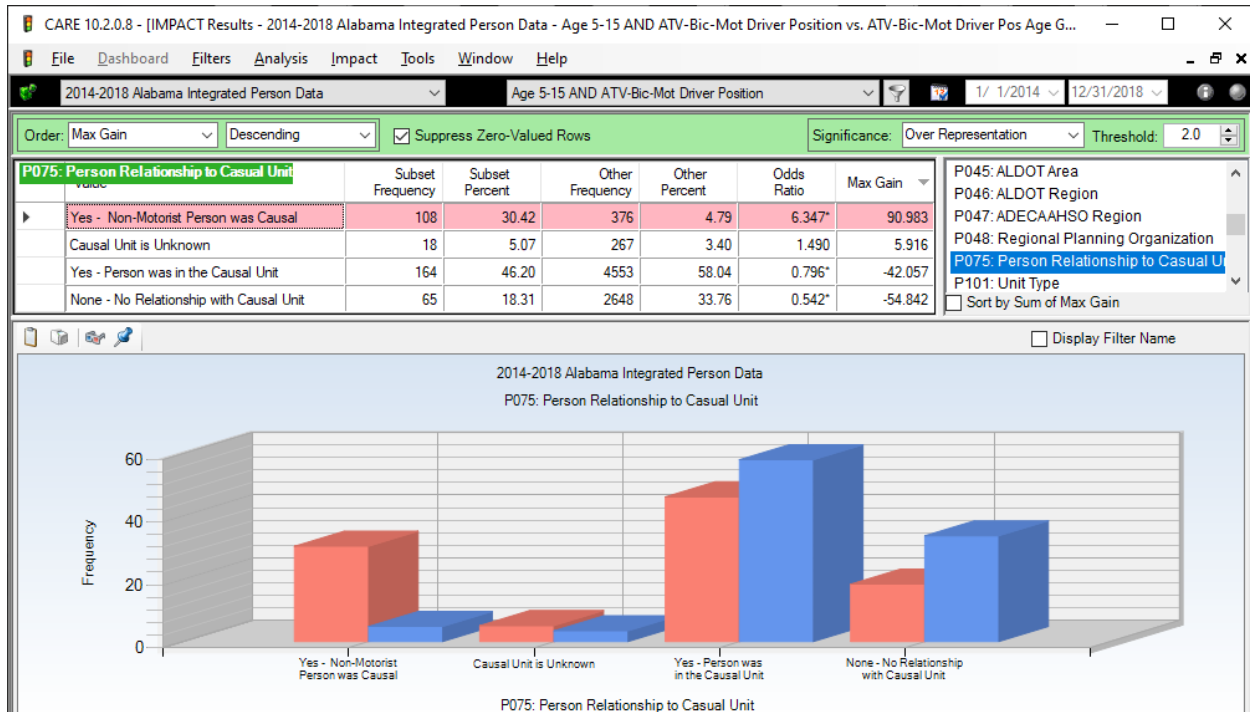 CARE 10.2.0.8 - [IMPACT Results - 2014-2018 Alabama Integrated Person Data - Age 5-15 AND ATV-Bic-Mot Driver Position vs. ATV-Bic-Mot Driver Pos Age G...
File Dashboard Filters Analysis Impact Tools Window Help
2014-2018 Alabama Integrated Person Data Age 5-15 AND ATV-Bic-Mot Driver Position 1/ 1/2014 12/31/2018
Order: Max Gain Descending Suppress Zero-Valued Rows Significance: Over Representation Threshold: 2.0
P075: Person Relationship to Casual Unit
Subset Frequency Subset Percent Other Frequency Other Percent Odds Ratio Max Gain
Yes - Non-Motorist Person was Causal 108 30.42 376 4.79 6.347* 90.983
Causal Unit is Unknown 18 5.07 267 3.40 1.490 5.916
Yes - Person was in the Causal Unit 164 46.20 4553 58.04 0.796* -42.057
None - No Relationship with Causal Unit 65 18.31 2648 33.76 0.542* -54.842
P045: ALDOT Area
P046: ALDOT Region
P047: ADECAAHSO Region
P048: Regional Planning Organization
P075: Person Relationship to Casual U
P101: Unit Type
Sort by Sum of Max Gain
Display Filter Name
2014-2018 Alabama Integrated Person Data
P075: Person Relationship to Casual Unit
Frequency
60
40
20
0
Yes - Non-Motorist
Person was Causal
Causal Unit is Unknown
Yes - Person was
in the Causal Unit
None - No Relationship
with Causal Unit
P075: Person Relationship to Casual Unit